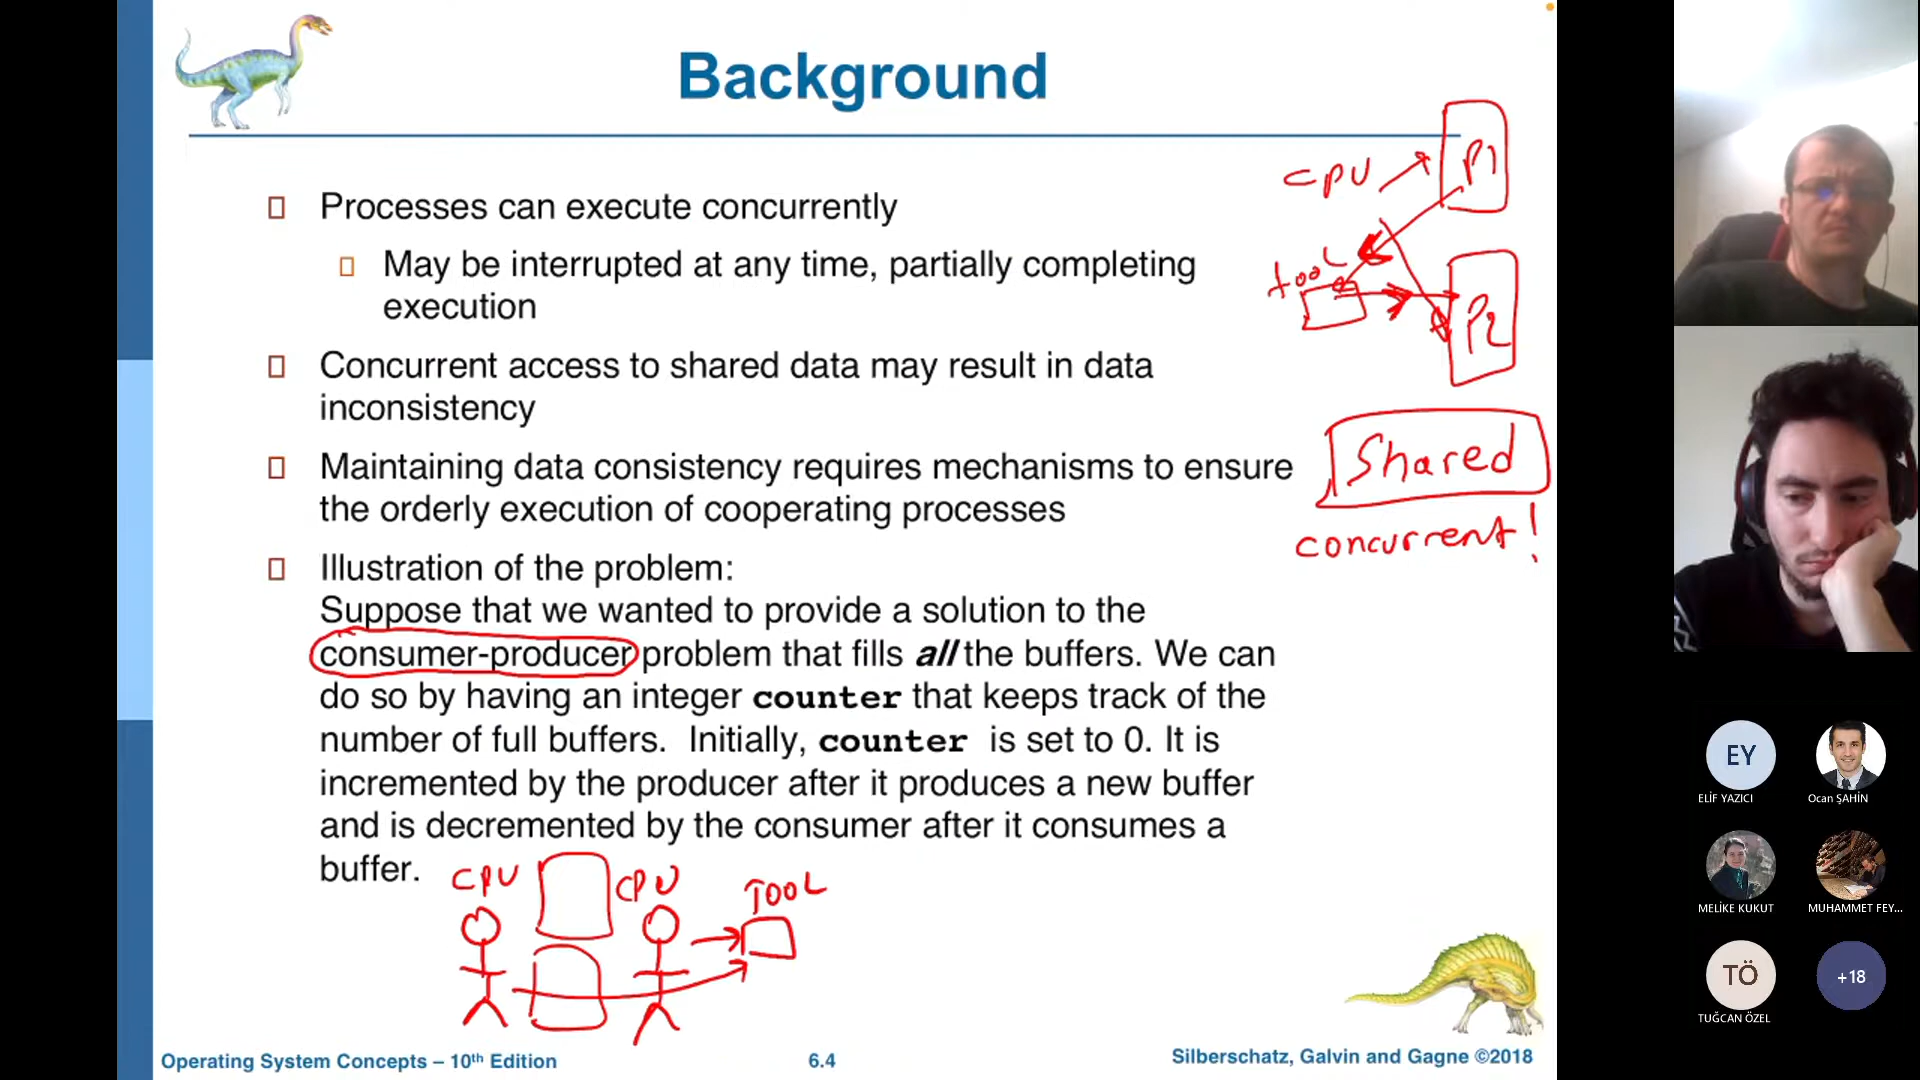 Background
Processes can execute concurrently
May be interrupted at any time, partially completing
execution
Concurrent access to shared data may result in data
inconsistency
Maintaining data consistency requires mechanisms to ensure
the orderly execution of cooperating processes
Illustration of the problem:
Suppose that we wanted to provide a solution to the
consumer-producer problem that fills all the buffers. We can
do so by having an integer counter that keeps track of the
number of full buffers. Initially, counter is set to 0. It is
incremented by the producer after it produces a new buffer
and is decremented by the consumer after it consumes a
buffer.
CPU
CPU
TOOL
CPU
P1
tool
P2
Shared
concurrent!
Operating System Concepts – 10th Edition
6.4
Silberschatz, Galvin and Gagne ©2018
EY
ELİF YAZICI
Ocan ŞAHİN
MELİKE KUKUT
MUHAMMET FEY...
TÖ
TUĞCAN ÖZEL
+18